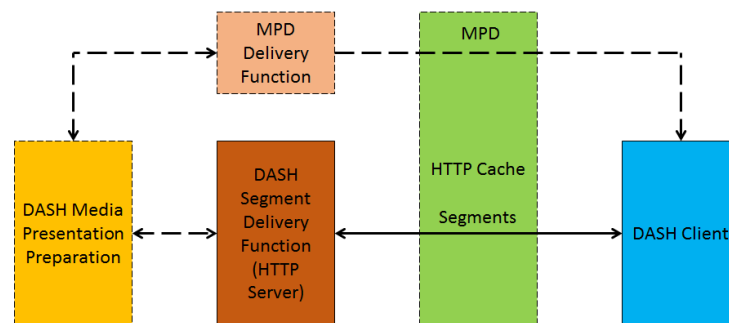 MPD
Delivery
Function
MPD
DASH Media
Presentation
Preparation
DASH
Segment
Delivery
Function
(HTTP
Server)
HTTP Cache
Segments
DASH Client